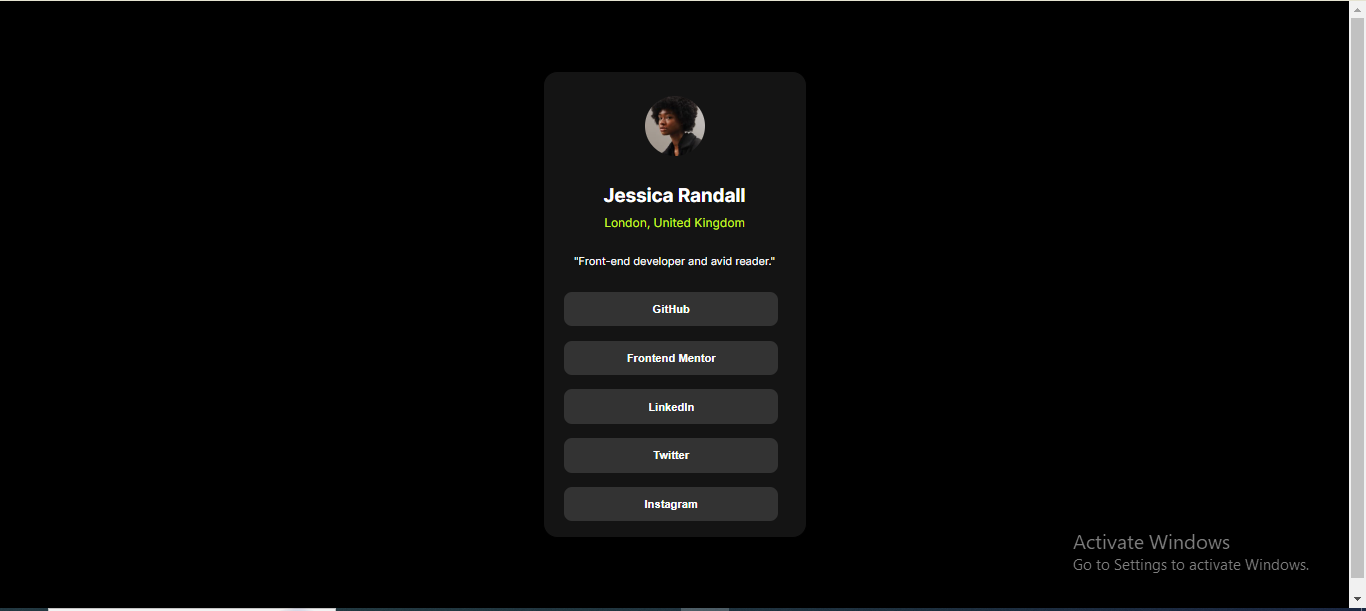 Jessica Randall
London, United Kingdom
"Front-end developer and avid reader."
GitHub
Frontend Mentor
LinkedIn
Twitter
Instagram
Activate Windows
Go to Settings to activate Windows.